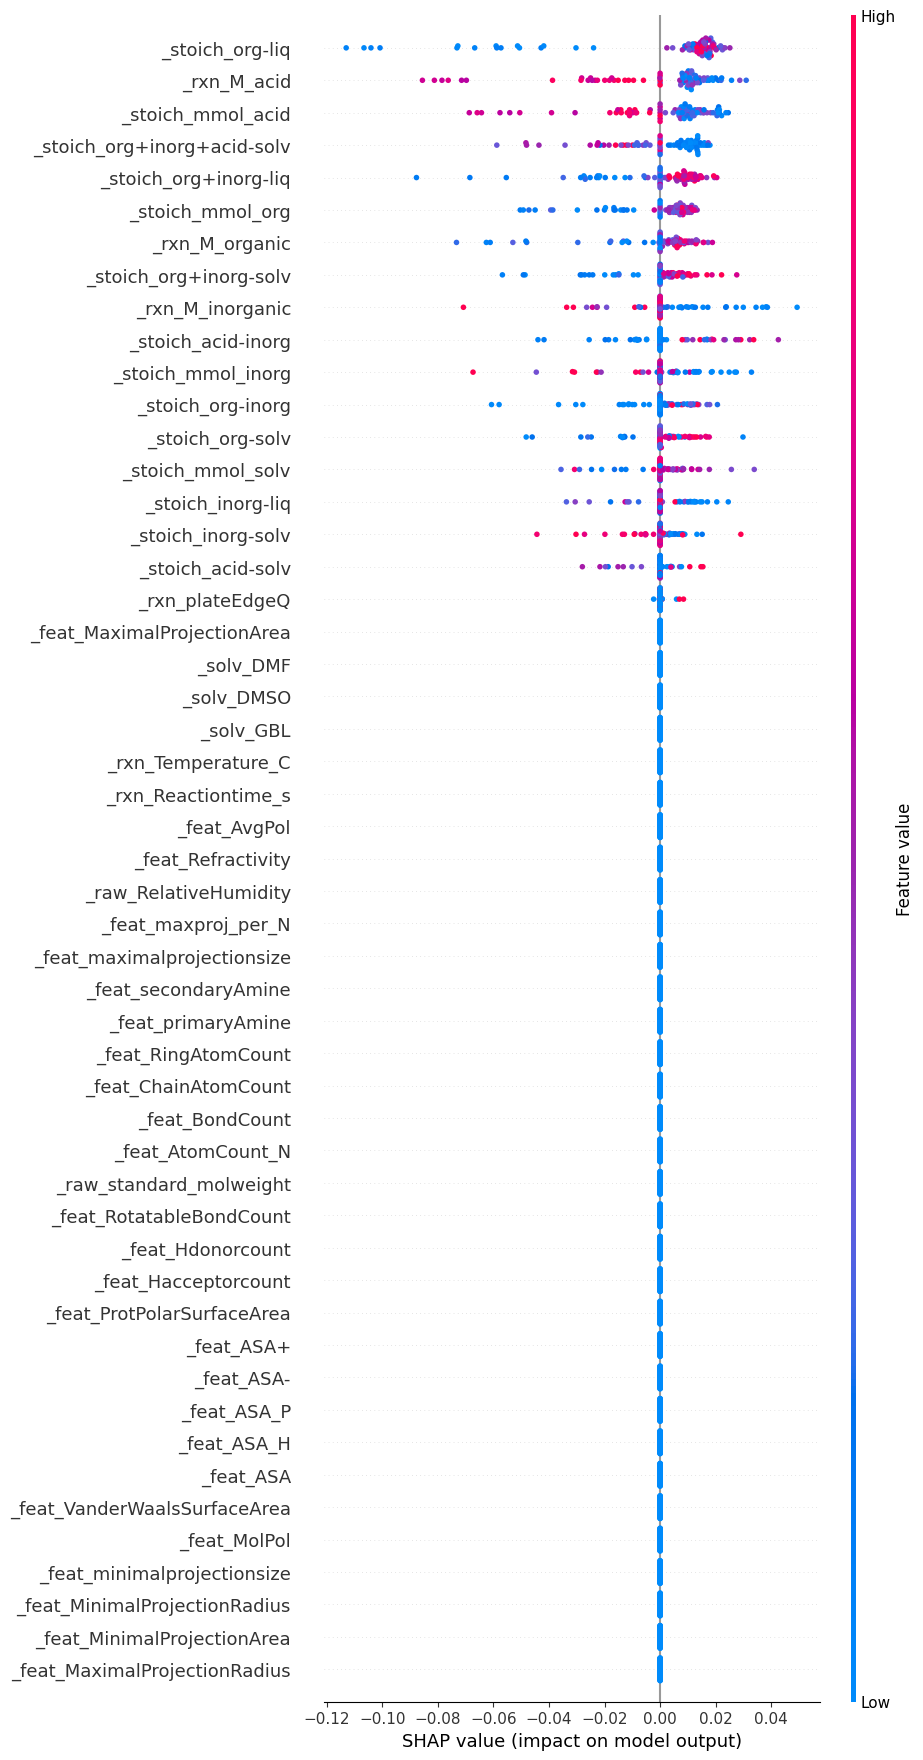 High
_stoich_org-liq
_rxn_M_acid
_stoich_mmol_acid
_stoich_org+inorg+acid-solv
_stoich_org+inorg-liq
_stoich_mmol_org
_rxn_M_organic
_stoich_org+inorg-solv
_rxn_M_inorganic
_stoich_acid-inorg
_stoich_mmol_inorg
_stoich_org-inorg
_stoich_org-solv
_stoich_mmol_solv
_stoich_inorg-liq
_stoich_inorg-solv
_stoich_acid-solv
_rxn_plateEdgeQ
_feat_MaximalProjectionArea
_solv_DMF
_solv_DMSO
_solv_GBL
_rxn_Temperature_C
_rxn_Reactiontime_s
_feat_AvgPol
_feat_Refractivity
_raw_RelativeHumidity
_feat_maxproj_per_N
_feat_maximalprojectionsize
_feat_secondaryAmine
_feat_primaryAmine
_feat_RingAtomCount
_feat_ChainAtomCount
_feat_BondCount
_feat_AtomCount_N
_raw_standard_molweight
_feat_RotatableBondCount
_feat_Hdonorcount
_feat_Hacceptorcount
_feat_ProtPolarSurfaceArea
_feat_ASA+
_feat_ASA-
_feat_ASA_P
_feat_ASA_H
_feat_ASA
_feat_VanderWaalsSurfaceArea
_feat_MolPol
_feat_minimalprojectionsize
_feat_MinimalProjectionRadius
_feat_MinimalProjectionArea
_feat_MaximalProjectionRadius
Feature value
Low
−0.12 −0.10 −0.08 −0.06 −0.04 −0.02 0.00 0.02 0.04
SHAP value (impact on model output)